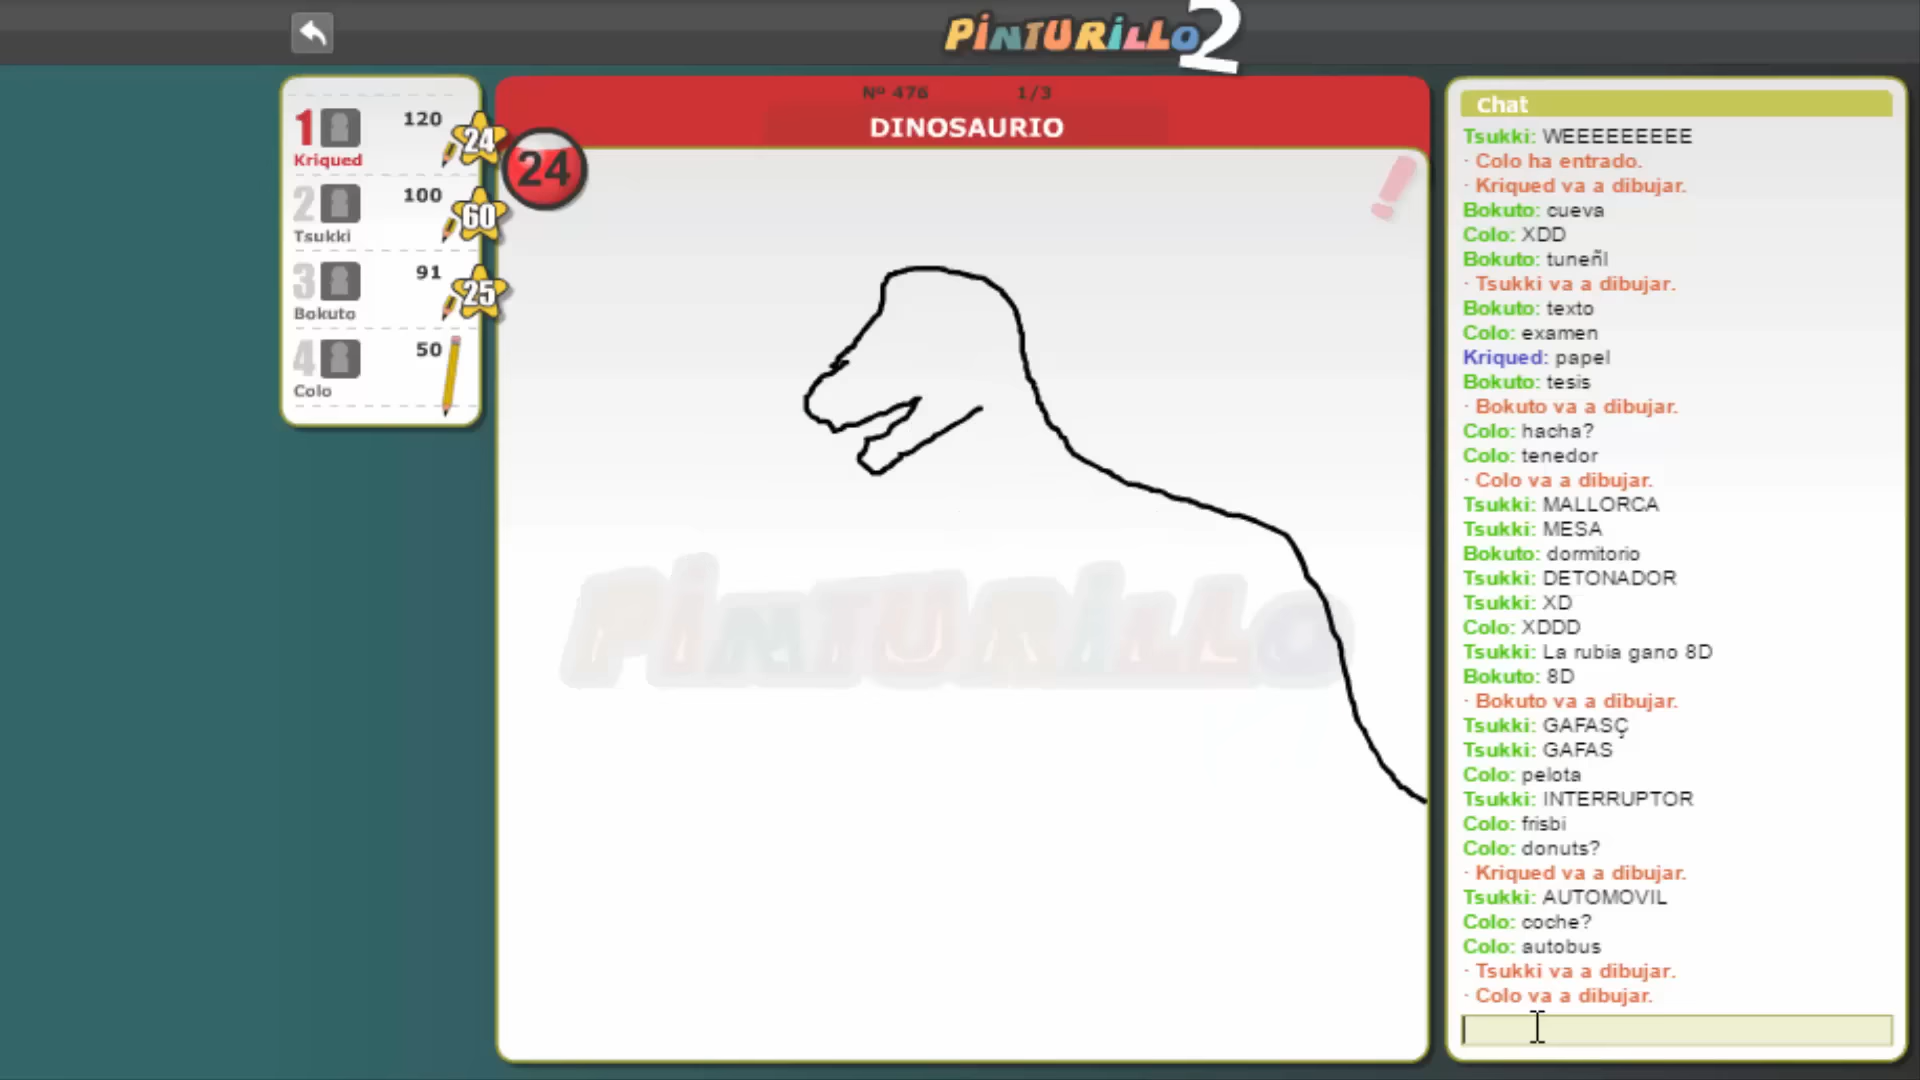 PINTURILLO 2
1
120
24
Kriqued
2
100
60
Tsukki
3
91
25
Bokuto
4
50
Colo
Nº 476 1/3
DINOSAURIO
24
!
PINTURILLO
Chat
Tsukki: WEEEEEEEEE
· Colo ha entrado.
· Kriqued va a dibujar.
Bokuto: cueva
Colo: XDD
Bokuto: tuneñl
· Tsukki va a dibujar.
Bokuto: texto
Colo: examen
Kriqued: papel
Bokuto: tesis
· Bokuto va a dibujar.
Colo: hacha?
Colo: tenedor
· Colo va a dibujar.
Tsukki: MALLORCA
Tsukki: MESA
Bokuto: dormitorio
Tsukki: DETONADOR
Tsukki: XD
Colo: XDDD
Tsukki: La rubia gano 8D
Bokuto: 8D
· Bokuto va a dibujar.
Tsukki: GAFASÇ
Tsukki: GAFAS
Colo: pelota
Tsukki: INTERRUPTOR
Colo: frisbi
Colo: donuts?
· Kriqued va a dibujar.
Tsukki: AUTOMOVIL
Colo: coche?
Colo: autobus
· Tsukki va a dibujar.
· Colo va a dibujar.